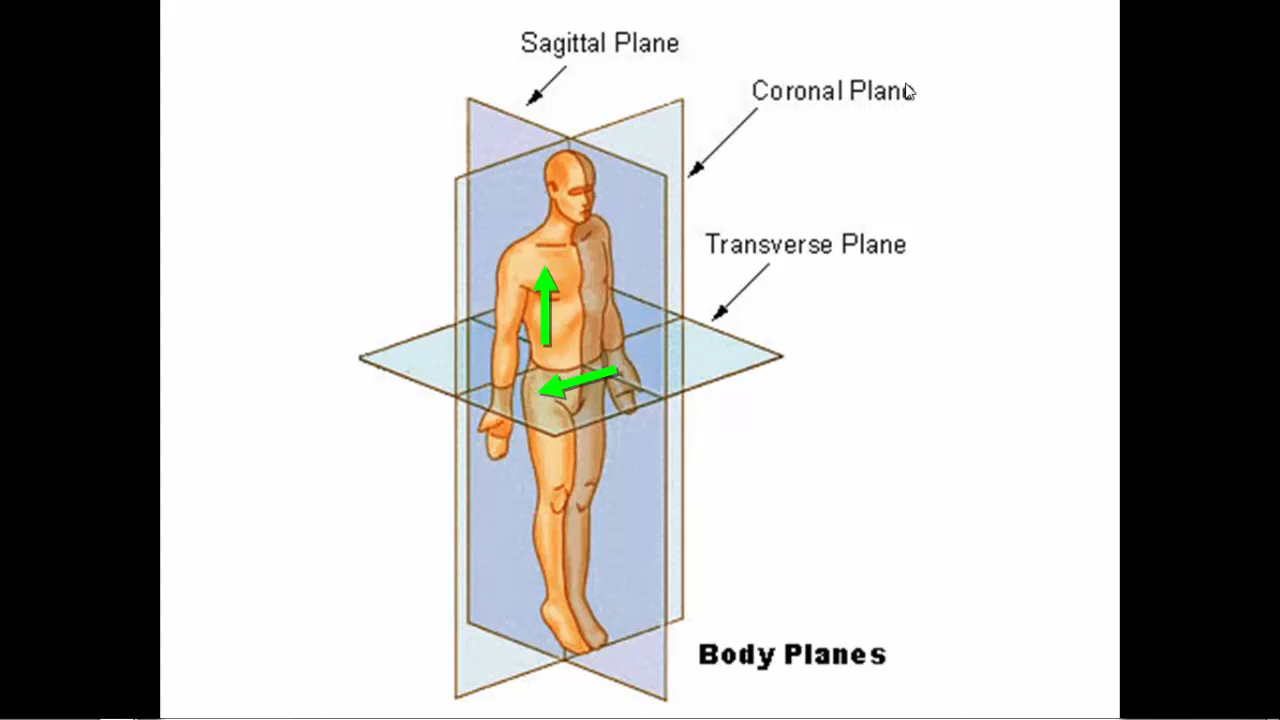 Sagittal Plane
Coronal Plane
Transverse Plane
Body Planes